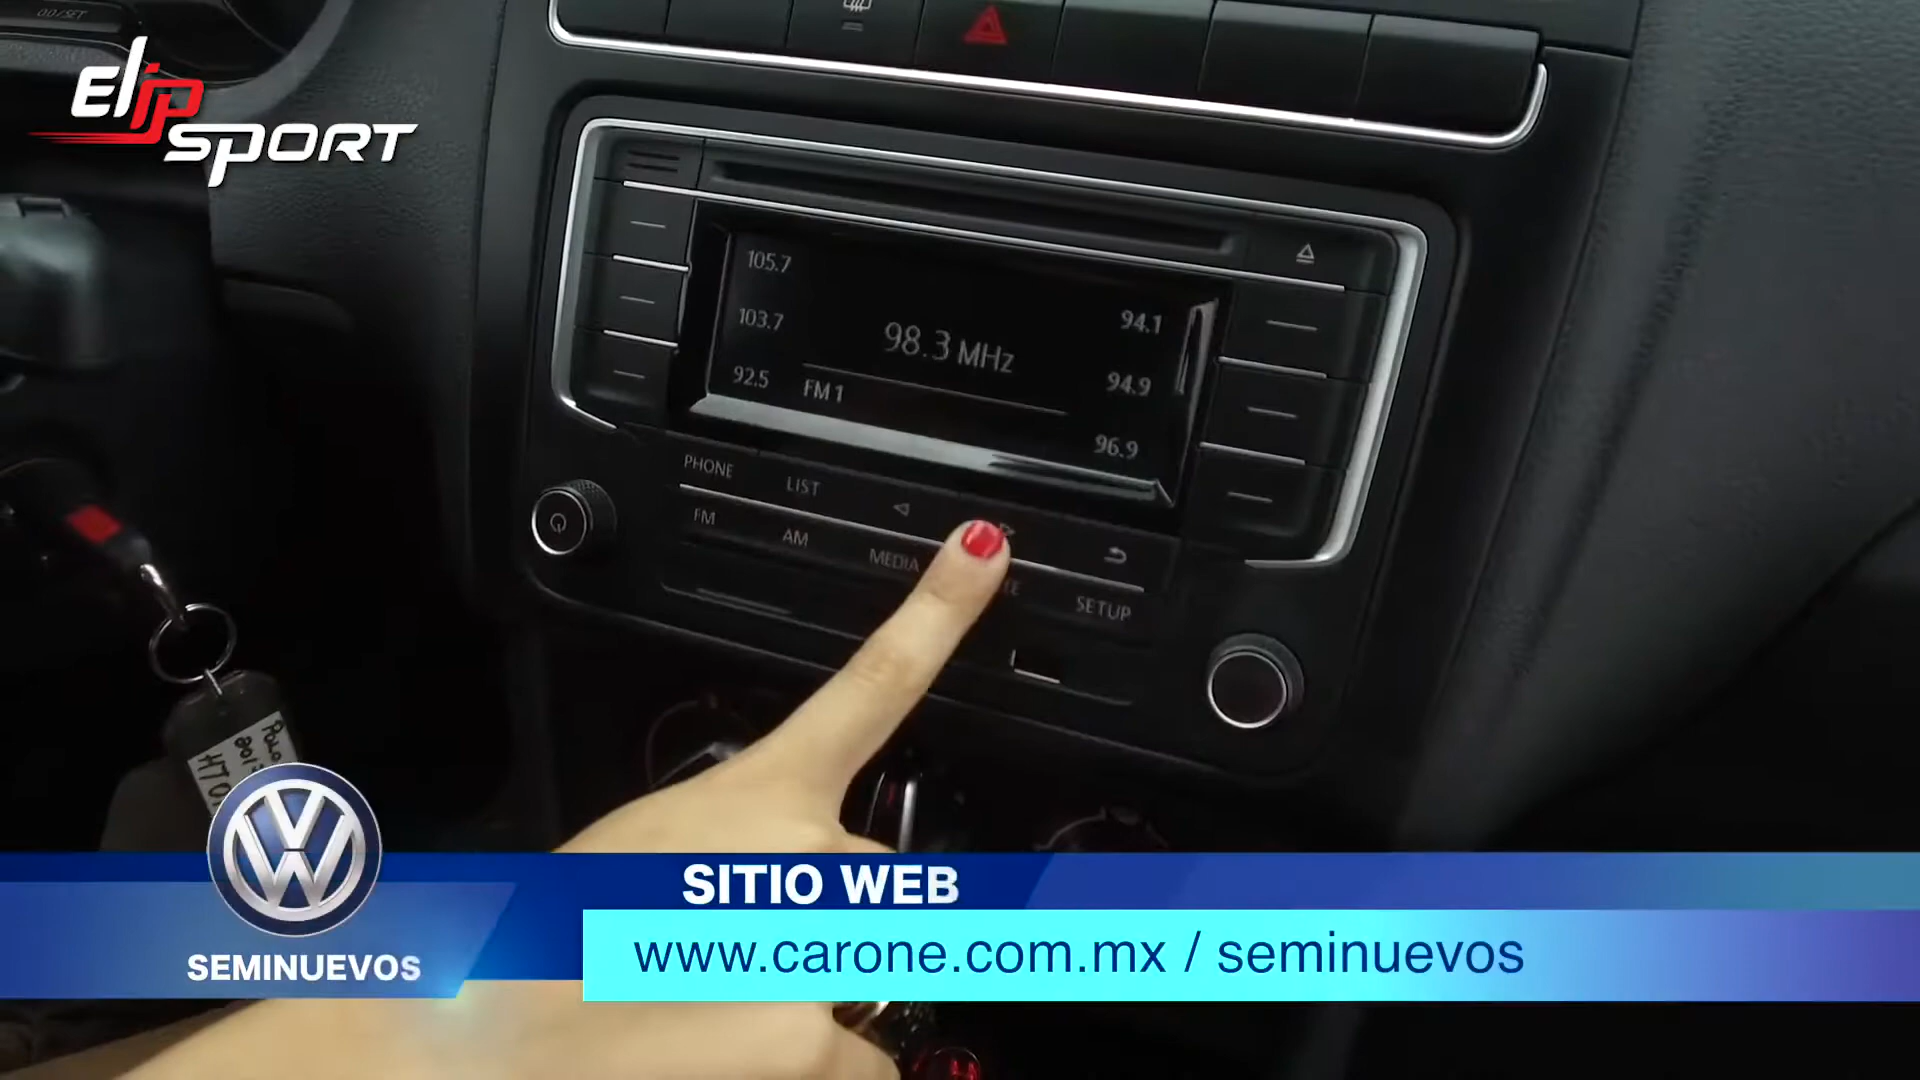 Elip
SPORT
105.7
103.7
92.5
98.3 MHz
FM 1
94.1
94.9
96.9
PHONE
LIST
FM
AM
MEDIA
SETUP
SITIO WEB
www.carone.com.mx / seminuevos
SEMINUEVOS